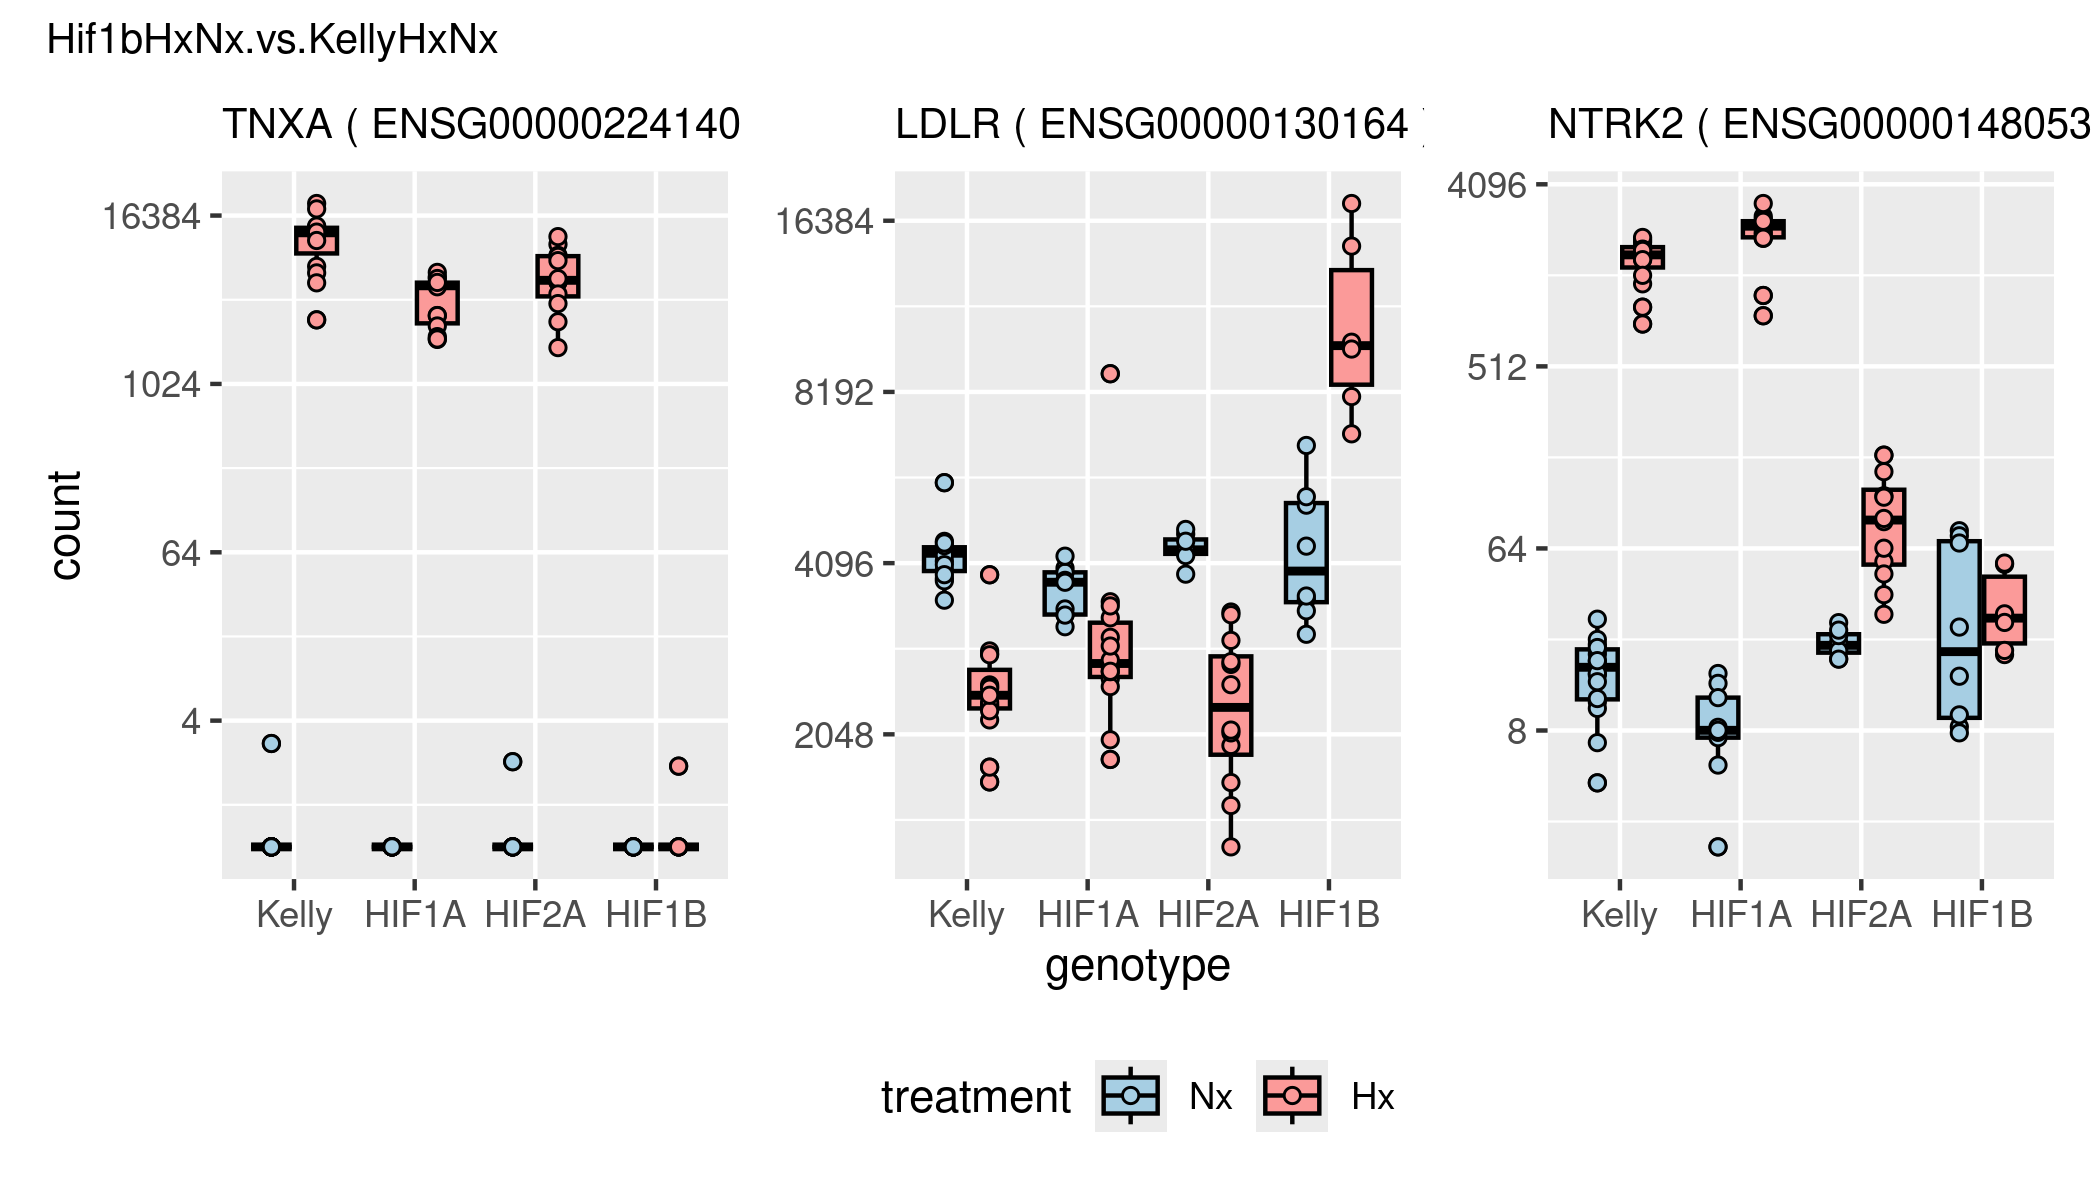 Hif1bHxNx.vs.KellyHxNx
TNXA ( ENSG00000224140
LDLR ( ENSG00000130164
NTRK2 ( ENSG00000148053
count
16384
1024
64
4
Kelly HIF1A HIF2A HIF1B
16384
8192
4096
2048
Kelly HIF1A HIF2A HIF1B
4096
512
64
8
Kelly HIF1A HIF2A HIF1B
genotype
treatment Nx Hx